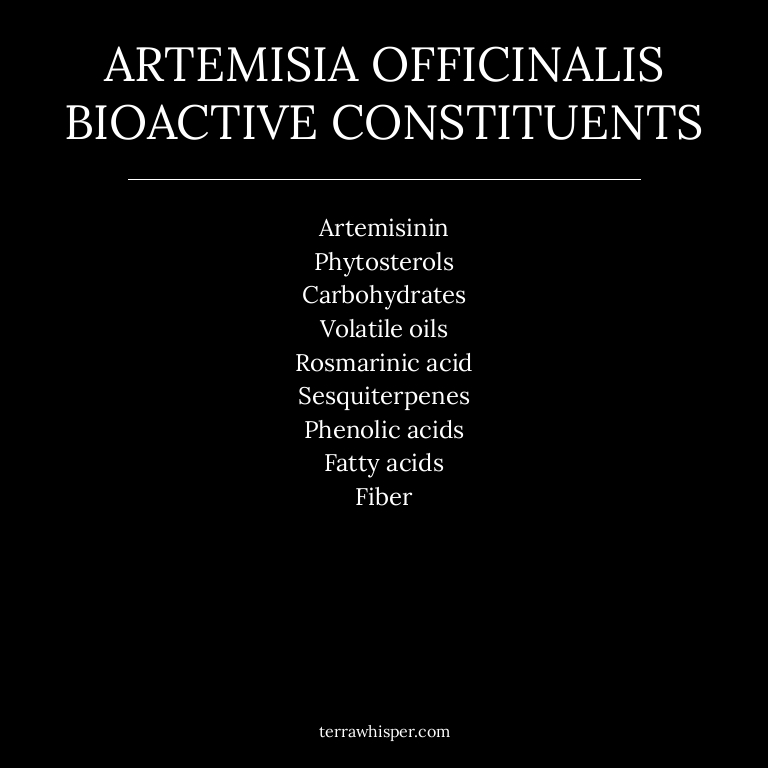 ARTEMISIA OFFICINALIS
BIOACTIVE CONSTITUENTS
Artemisinin
Phytosterols
Carbohydrates
Volatile oils
Rosmarinic acid
Sesquiterpenes
Phenolic acids
Fatty acids
Fiber
terrawhisper.com